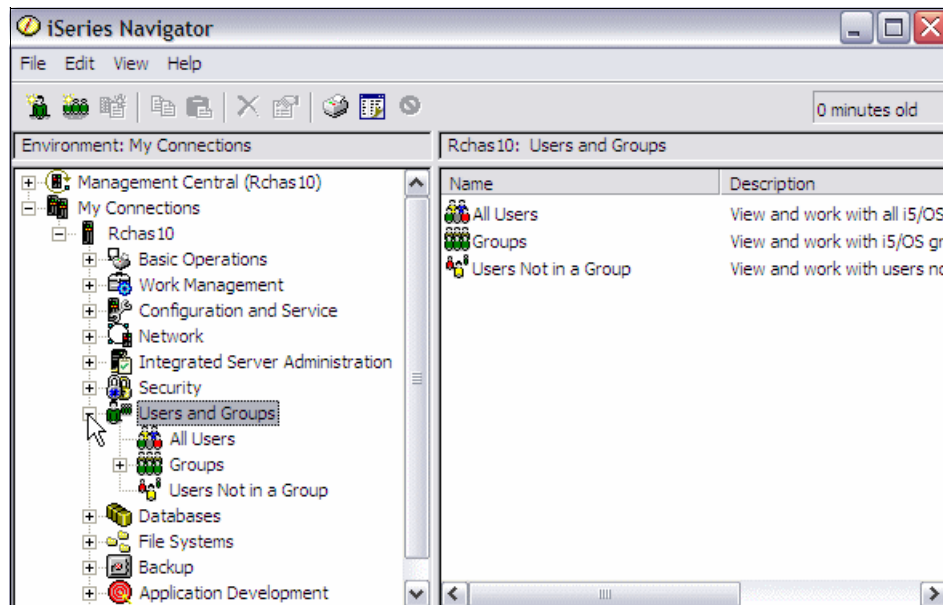 iSeries Navigator
File Edit View Help
0 minutes old
Environment: My Connections
Rchas10: Users and Groups
Management Central (Rchas10)
My Connections
Rchas10
Basic Operations
Work Management
Configuration and Service
Network
Integrated Server Administration
Security
Users and Groups
All Users
Groups
Users Not in a Group
Databases
File Systems
Backup
Application Development
Name Description
All Users View and work with all i5/OS
Groups View and work with i5/OS gr
Users Not in a Group View and work with users no